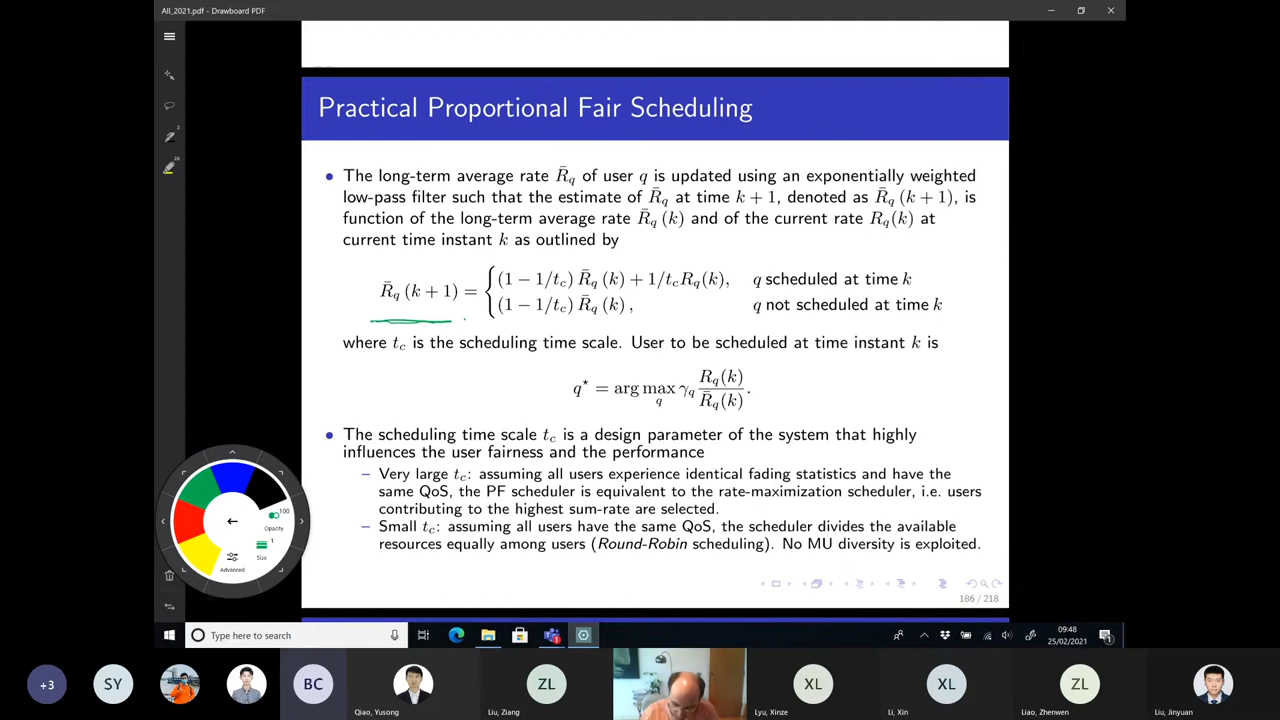 All_2021.pdf - Drawboard PDF
Practical Proportional Fair Scheduling
• The long-term average rate R̄q of user q is updated using an exponentially weighted
low-pass filter such that the estimate of R̄q at time k + 1, denoted as R̄q (k + 1), is
function of the long-term average rate R̄q (k) and of the current rate Rq(k) at
current time instant k as outlined by
R̄q (k + 1) = { (1 − 1/tc) R̄q (k) + 1/tcRq(k), q scheduled at time k
(1 − 1/tc) R̄q (k) , q not scheduled at time k
where tc is the scheduling time scale. User to be scheduled at time instant k is
q⋆ = arg max q γq Rq(k) / R̄q(k) .
• The scheduling time scale tc is a design parameter of the system that highly
influences the user fairness and the performance
– Very large tc: assuming all users experience identical fading statistics and have the
same QoS, the PF scheduler is equivalent to the rate-maximization scheduler, i.e. users
contributing to the highest sum-rate are selected.
– Small tc: assuming all users have the same QoS, the scheduler divides the available
resources equally among users (Round-Robin scheduling). No MU diversity is exploited.
186 / 218
2
20
100
Opacity
1
Size
Advanced
Type here to search
09:48
25/02/2021
+3
SY
BC
Qiao, Yusong
ZL
Liu, Ziang
XL
Lyu, Xinze
XL
Li, Xin
ZL
Liao, Zhenwen
Liu, Jinyuan